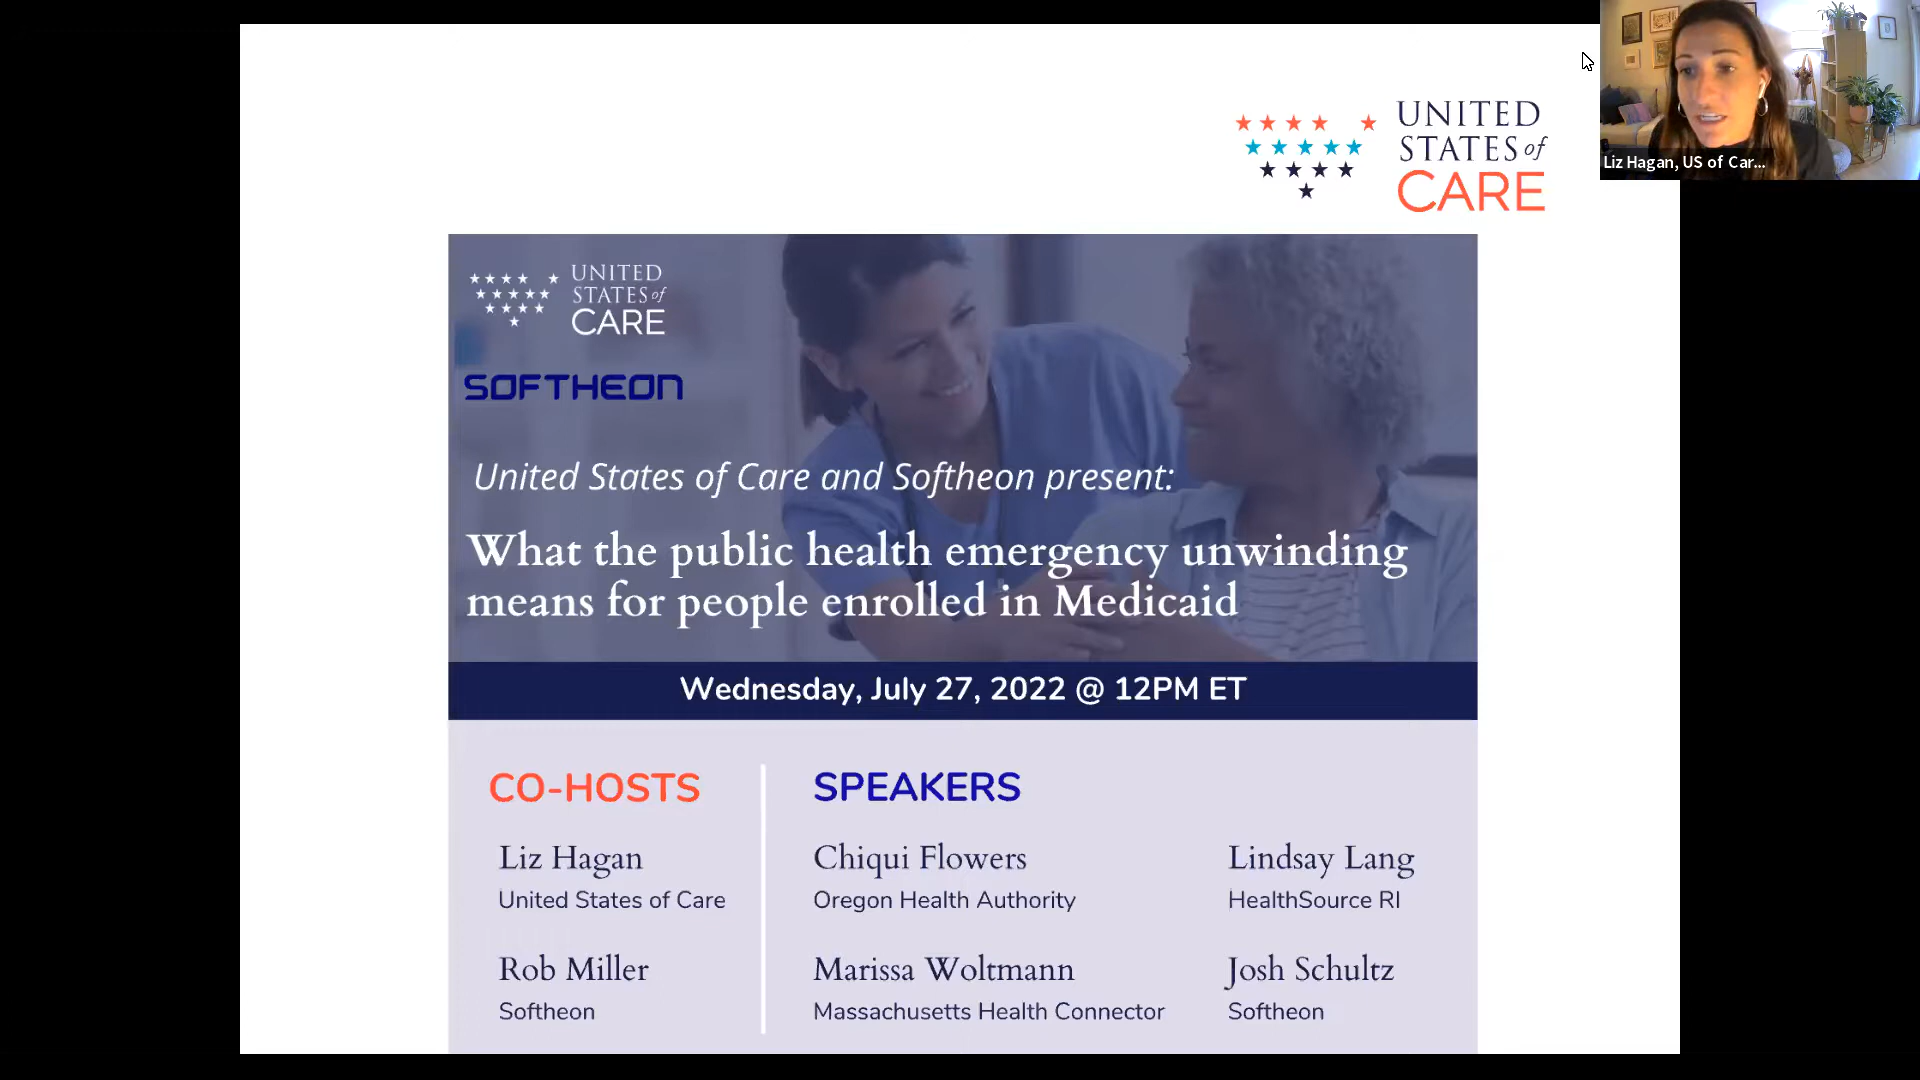 UNITED
STATES of
CARE
Liz Hagan, US of Car...
UNITED
STATES of
CARE
SOFTHEON
United States of Care and Softheon present:
What the public health emergency unwinding
means for people enrolled in Medicaid
Wednesday, July 27, 2022 @ 12PM ET
CO-HOSTS
Liz Hagan
United States of Care
Rob Miller
Softheon
SPEAKERS
Chiqui Flowers
Oregon Health Authority
Marissa Woltmann
Massachusetts Health Connector
Lindsay Lang
HealthSource RI
Josh Schultz
Softheon